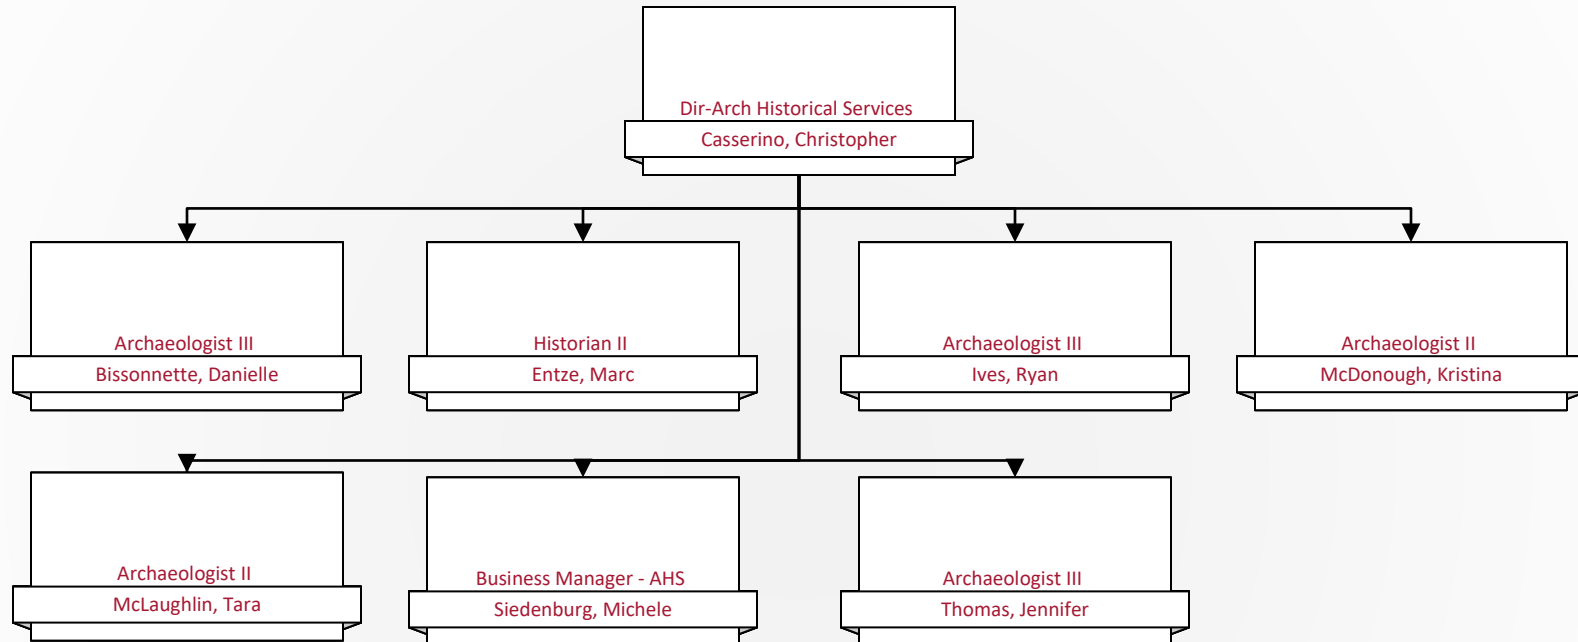 Dir-Arch Historical Services
Casserino, Christopher
Archaeologist III
Bissonnette, Danielle
Historian II
Entze, Marc
Archaeologist III
Ives, Ryan
Archaeologist II
McDonough, Kristina
Archaeologist II
McLaughlin, Tara
Business Manager - AHS
Siedenburg, Michele
Archaeologist III
Thomas, Jennifer